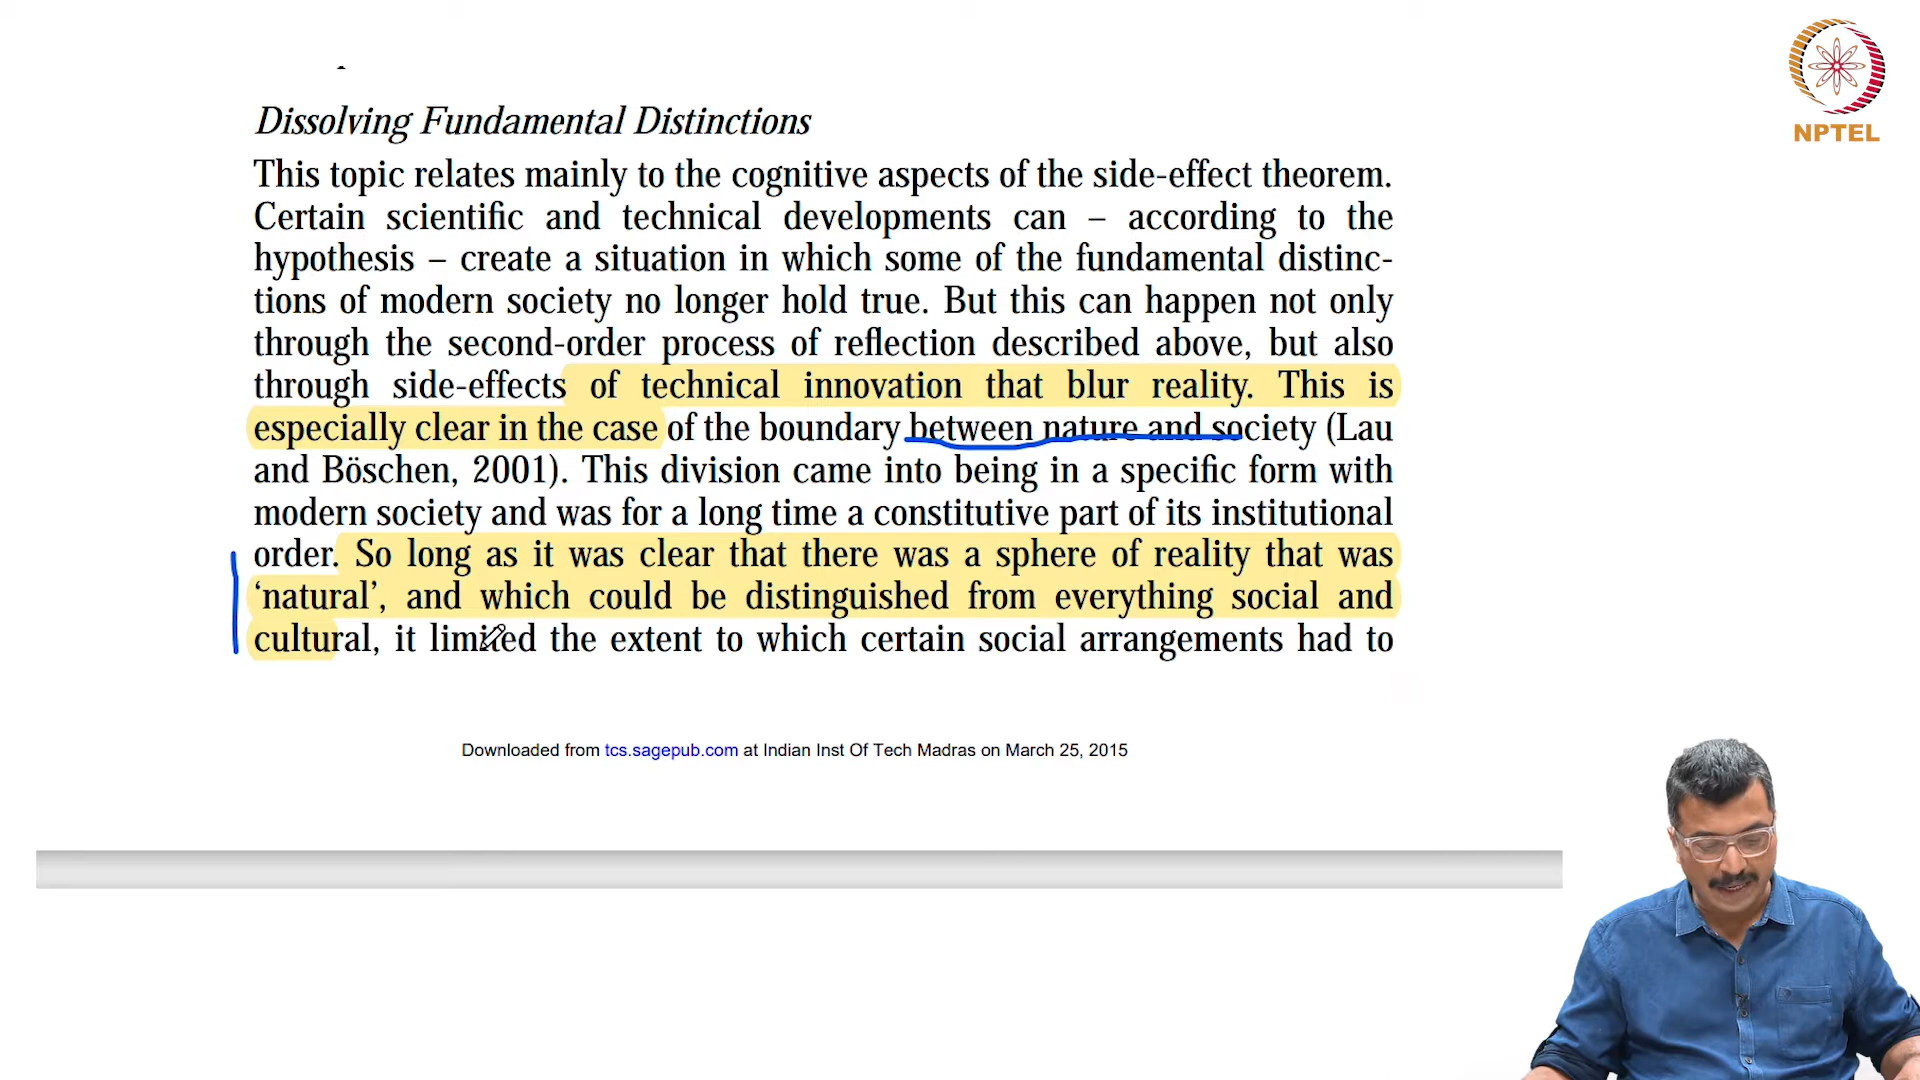 NPTEL
Dissolving Fundamental Distinctions
This topic relates mainly to the cognitive aspects of the side-effect theorem.
Certain scientific and technical developments can – according to the
hypothesis – create a situation in which some of the fundamental distinc-
tions of modern society no longer hold true. But this can happen not only
through the second-order process of reflection described above, but also
through side-effects of technical innovation that blur reality. This is
especially clear in the case of the boundary between nature and society (Lau
and Böschen, 2001). This division came into being in a specific form with
modern society and was for a long time a constitutive part of its institutional
order. So long as it was clear that there was a sphere of reality that was
‘natural’, and which could be distinguished from everything social and
cultural, it limited the extent to which certain social arrangements had to
Downloaded from tcs.sagepub.com at Indian Inst Of Tech Madras on March 25, 2015